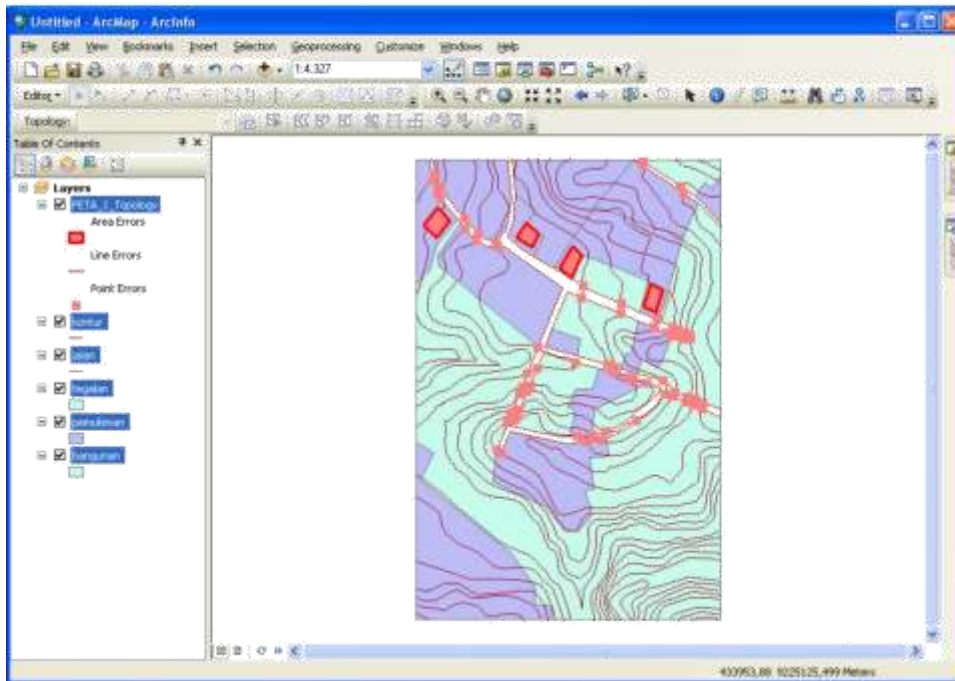 Untitled - ArcMap - ArcInfo
File Edit View Bookmarks Insert Selection Geoprocessing Customize Windows Help
1:4.327
Editor
Topology:
Table Of Contents
Layers
PETA_1_Topology
Area Errors
Line Errors
Point Errors
kontur
jalan
tegalan
pemukiman
bangunan
433953,88 9225125,499 Meters